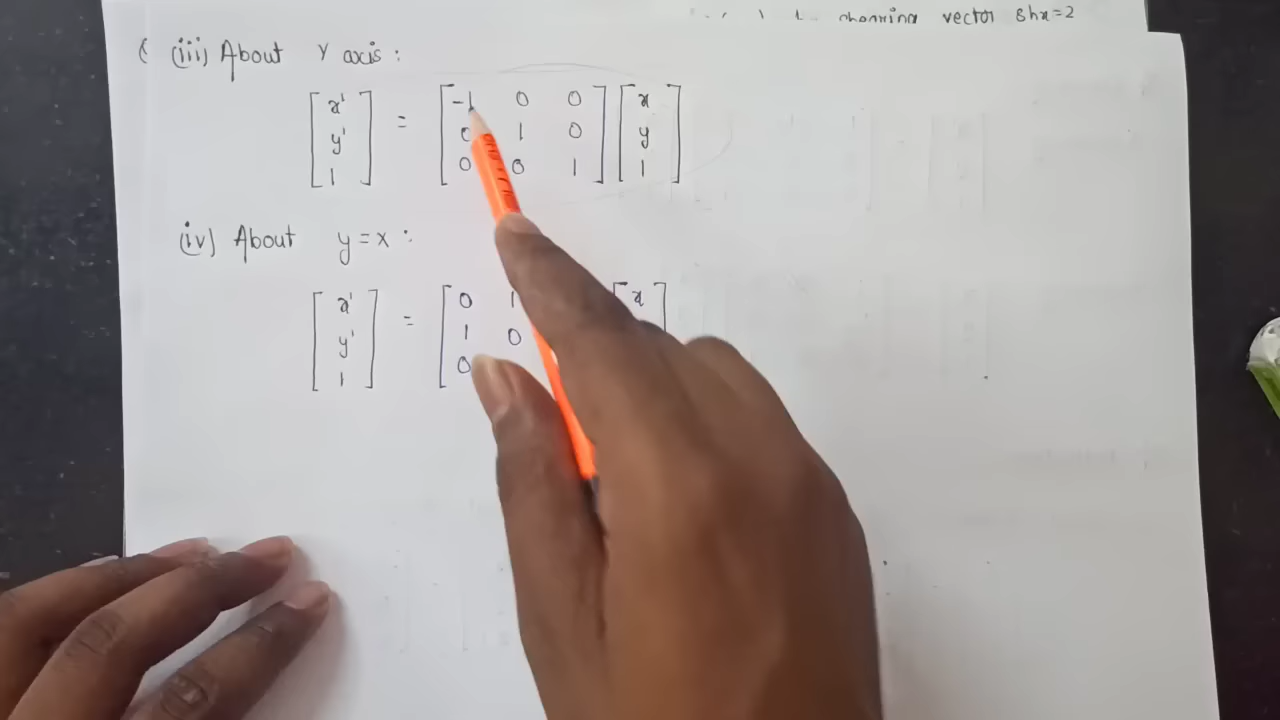 shearing vector Shx=2
(iii) About Y axis :
[x' y' 1] = [-1 0 0 0 1 0 0 0 1] [x y 1]
(iv) About y=x :
[x' y' 1] = [0 1 1 0 0 [x